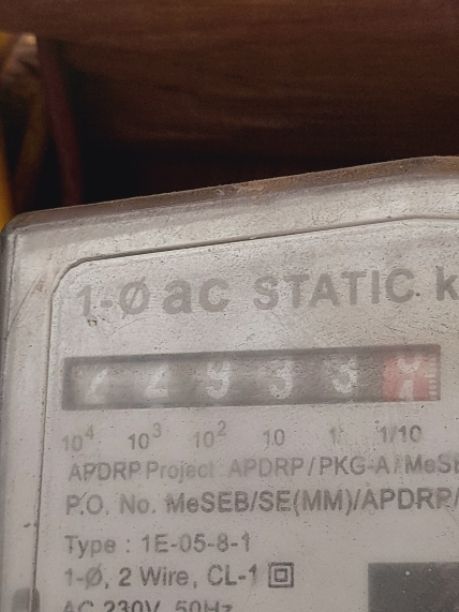 1-Ø ac STATIC k
2 9 3 3
10⁴ 10³ 10² 10 1 1/10
APDRP Project: APDRP/PKG-A/MeSE
P.O. No. MeSEB/SE(MM)/APDRP/
Type : 1E-05-8-1
1-Ø, 2 Wire, CL-1
AC 230V, 50Hz